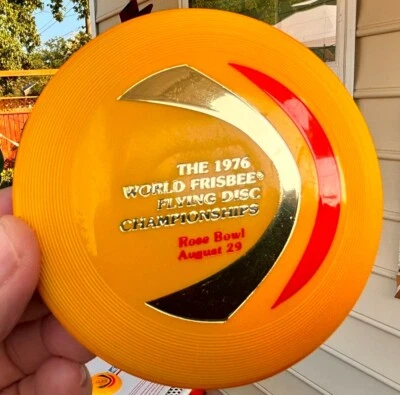 THE 1976
WORLD FRISBEE®
FLYING DISC
CHAMPIONSHIPS
Rose Bowl
August 29